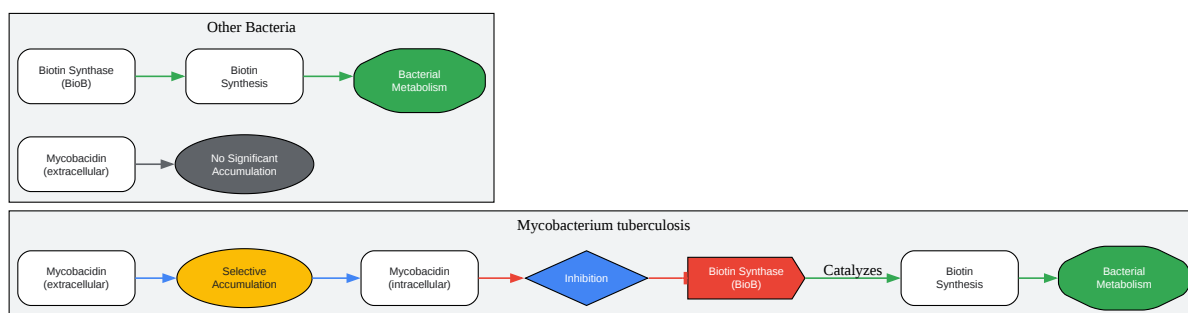 Other Bacteria
Biotin Synthase
(BioB)
Biotin
Synthesis
Bacterial
Metabolism
Mycobacidin
(extracellular)
No Significant
Accumulation
Mycobacterium tuberculosis
Mycobacidin
(extracellular)
Selective
Accumulation
Mycobacidin
(intracellular)
Inhibition
Biotin Synthase
(BioB)
Catalyzes
Biotin
Synthesis
Bacterial
Metabolism